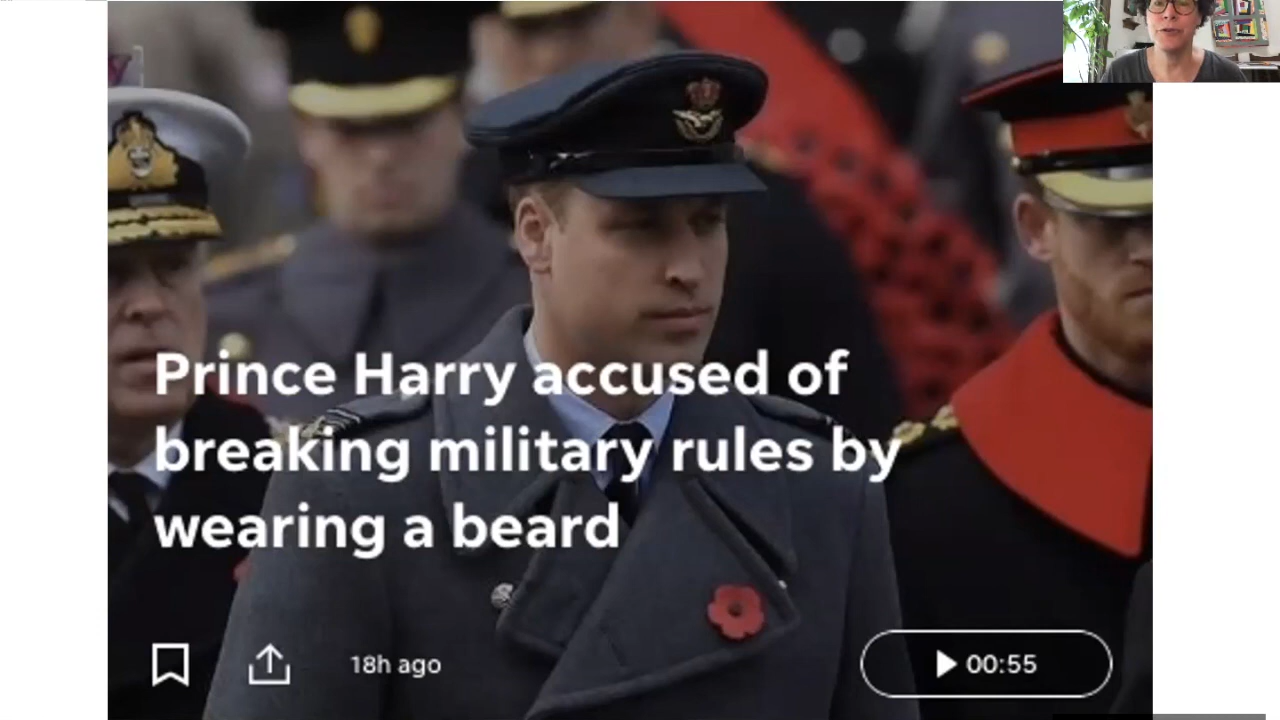 Prince Harry accused of
breaking military rules by
wearing a beard
18h ago
00:55